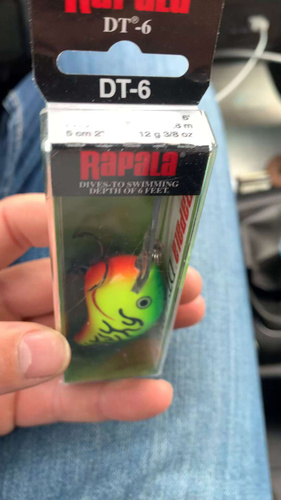 RAPALA
DT®-6
DT-6
6'
5 cm 2" 12 g 3/8 oz
RAPALA
DIVES-TO SWIMMING
DEPTH OF 6 FEET.